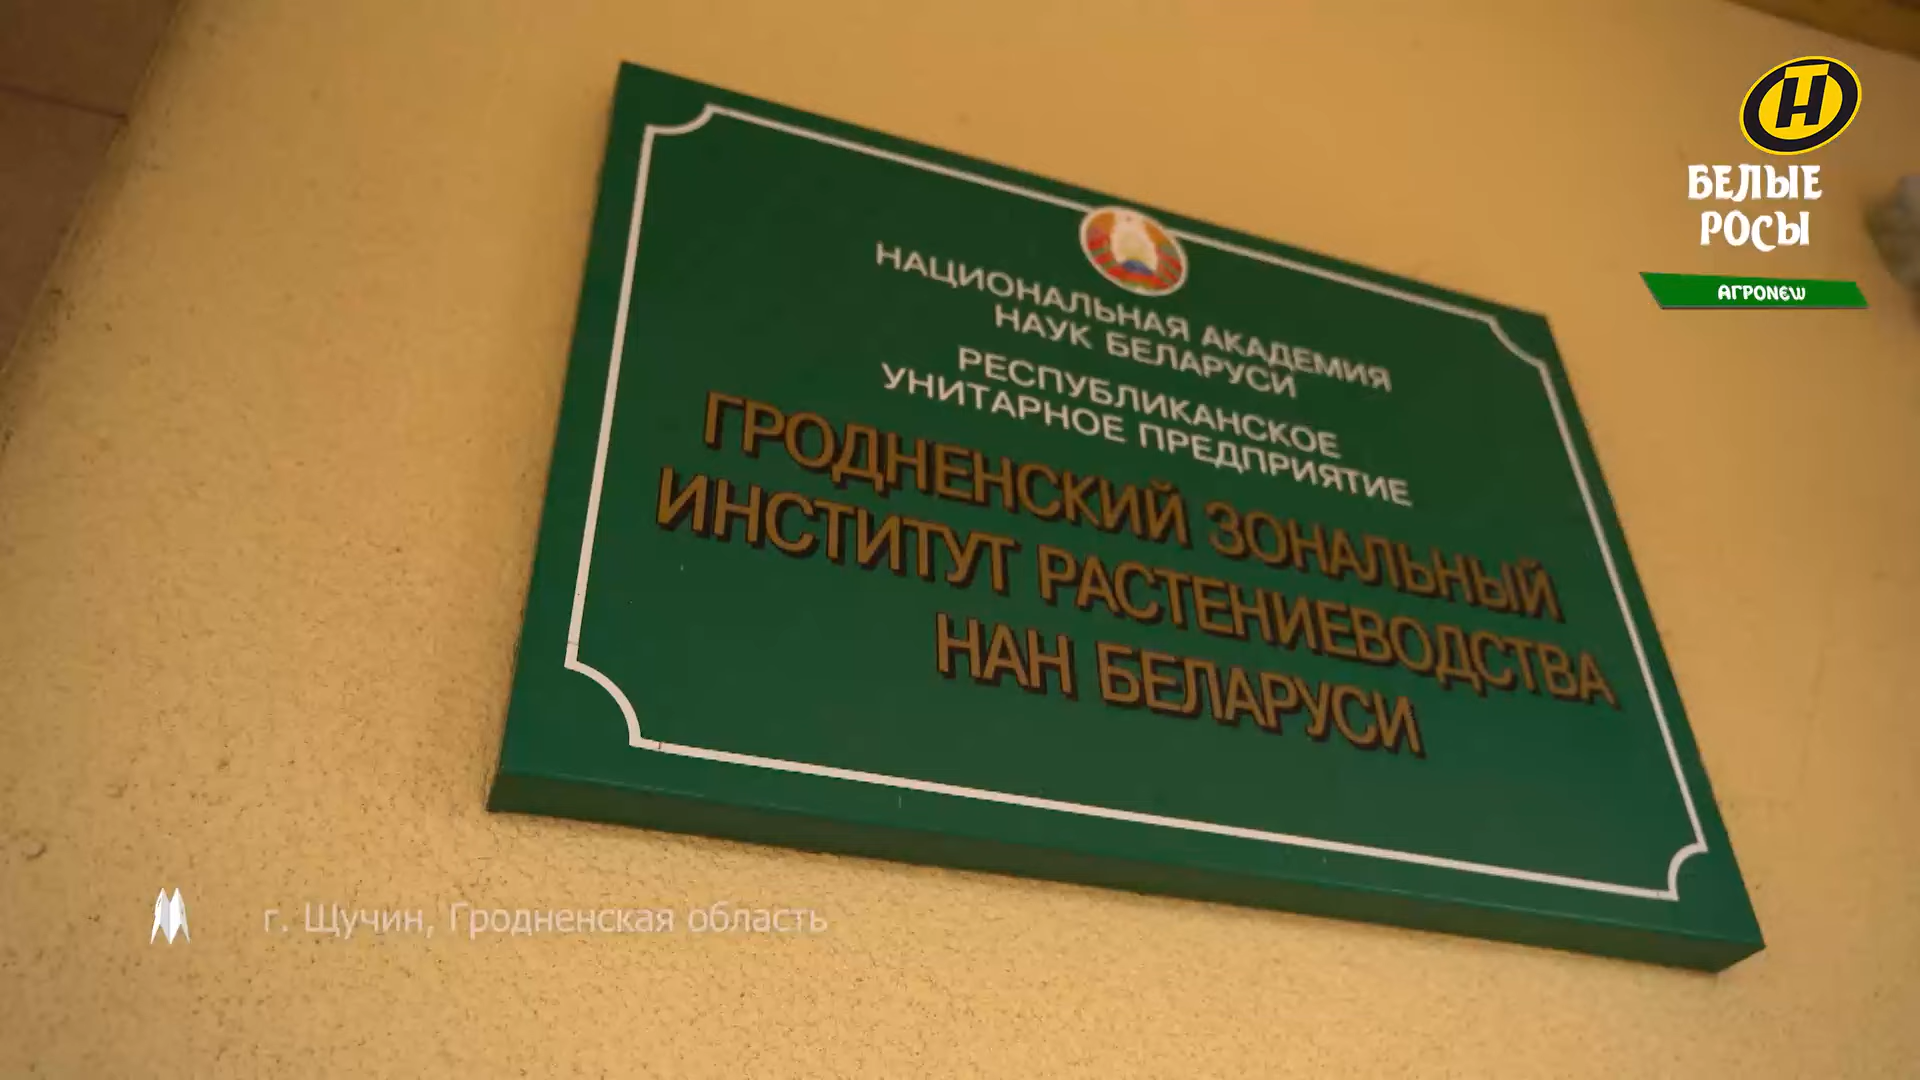 НАЦИОНАЛЬНАЯ АКАДЕМИЯ
НАУК БЕЛАРУСИ
РЕСПУБЛИКАНСКОЕ
УНИТАРНОЕ ПРЕДПРИЯТИЕ
ГРОДНЕНСКИЙ ЗОНАЛЬНЫЙ
ИНСТИТУТ РАСТЕНИЕВОДСТВА
НАН БЕЛАРУСИ
БЕЛЫЕ
РОСЫ
АГРОNEW
г. Щучин, Гродненская область